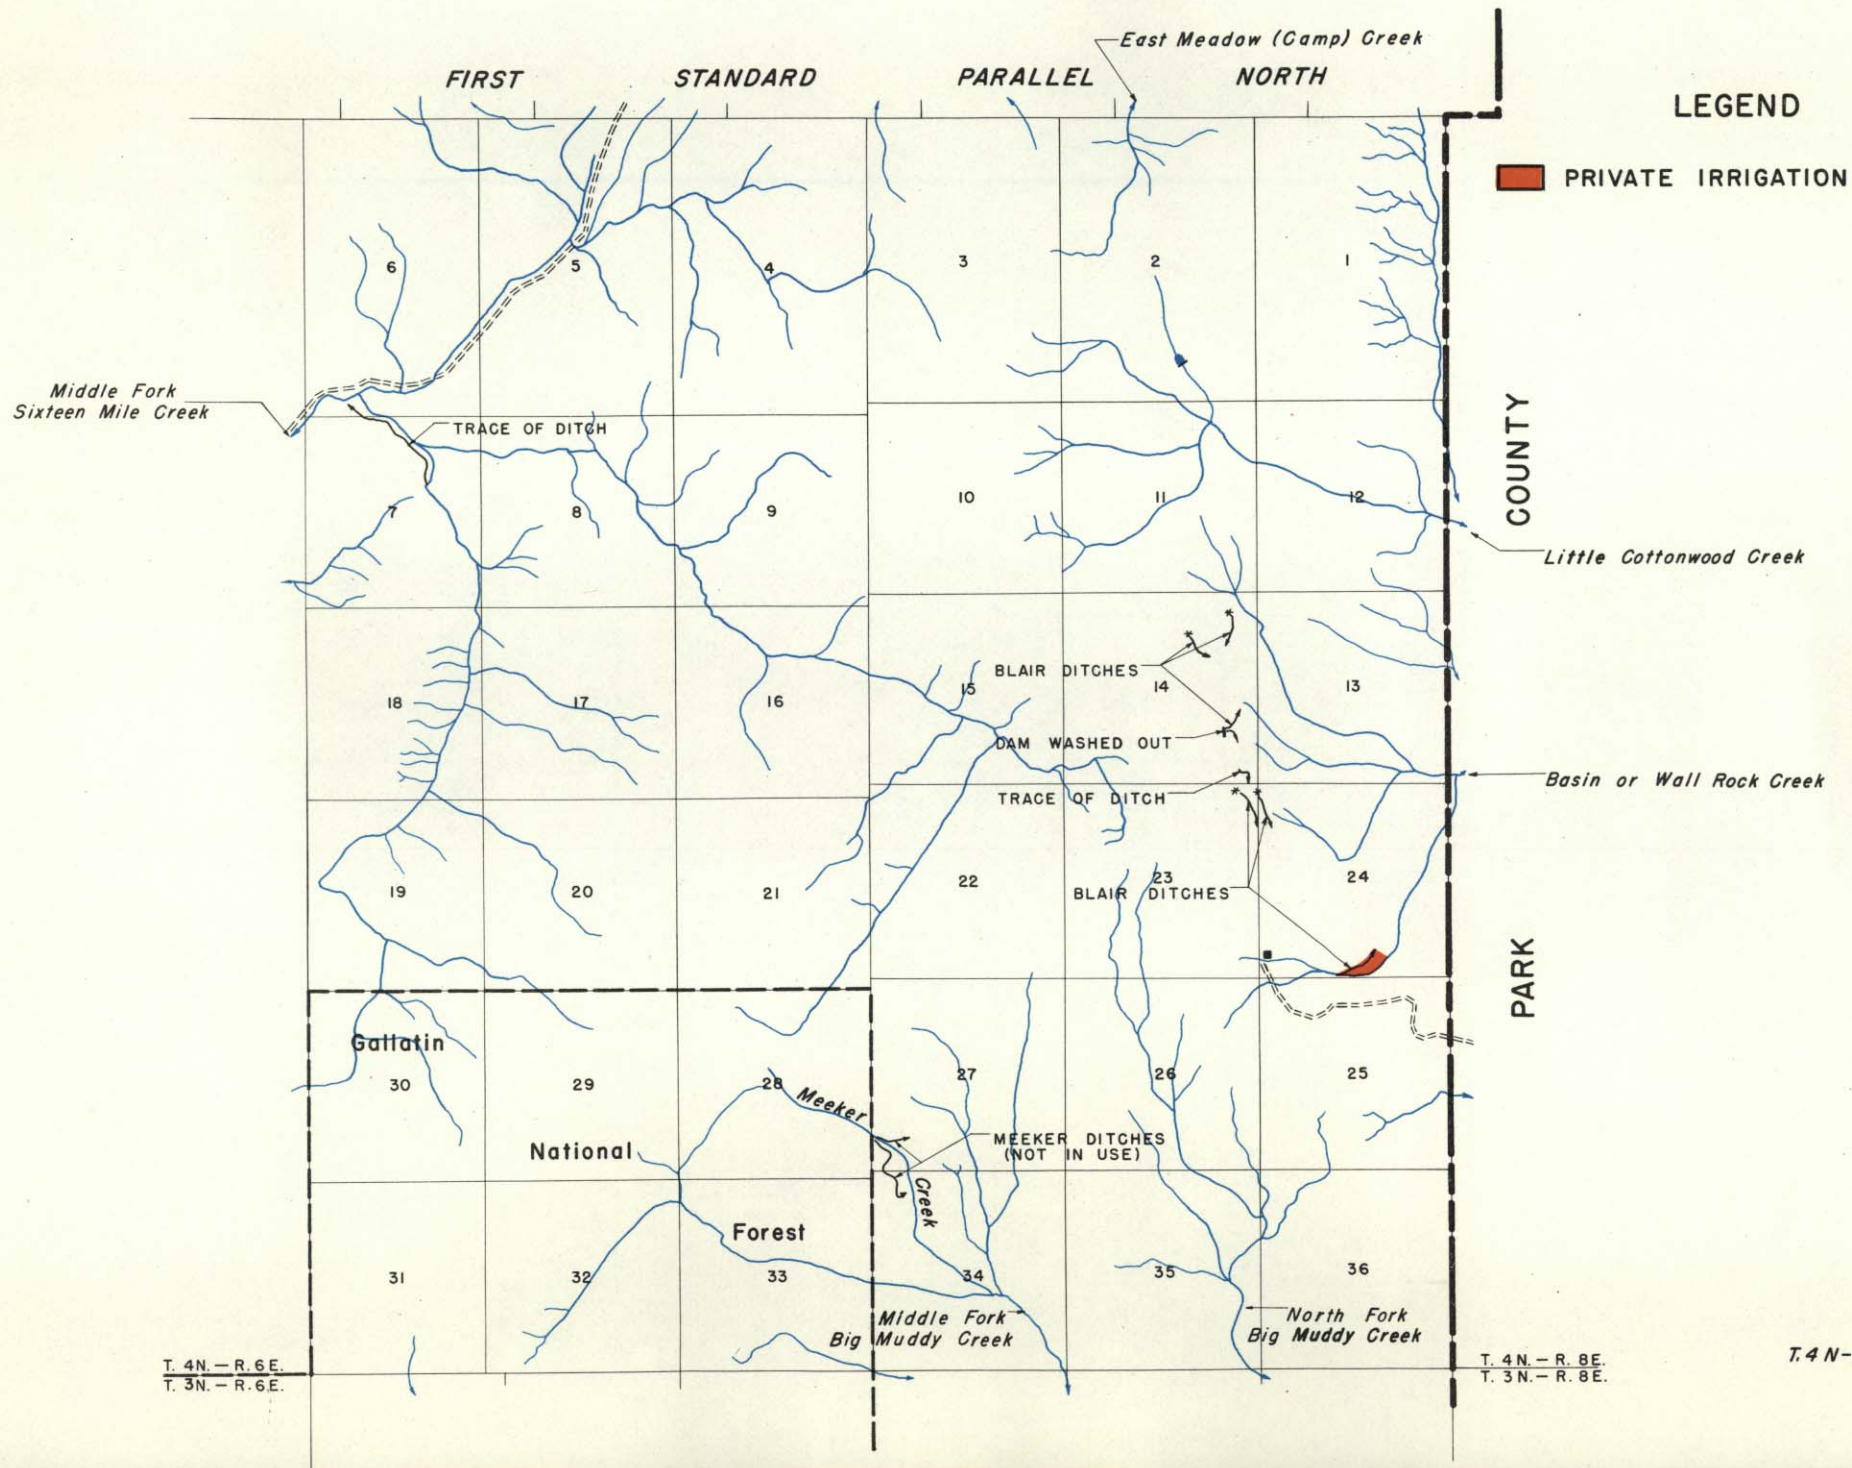 East Meadow (Camp) Creek
FIRST STANDARD PARALLEL NORTH
LEGEND
PRIVATE IRRIGATION
6
5
4
3
2
1
Middle Fork
Sixteen Mile Creek
TRACE OF DITCH
COUNTY
7
8
9
10
11
12
Little Cottonwood Creek
BLAIR DITCHES
18
17
16
15
14
13
DAM WASHED OUT
Basin or Wall Rock Creek
TRACE OF DITCH
19
20
21
22
23
24
BLAIR DITCHES
PARK
Gallatin
30
29
28
27
26
25
Meeker
Creek
MEEKER DITCHES
(NOT IN USE)
National
Forest
31
32
33
34
35
36
Middle Fork
Big Muddy Creek
North Fork
Big Muddy Creek
T. 4N. — R. 6E.
T. 3N. — R. 6E.
T. 4N. — R. 8E.
T. 3N. — R. 8E.
T. 4 N-